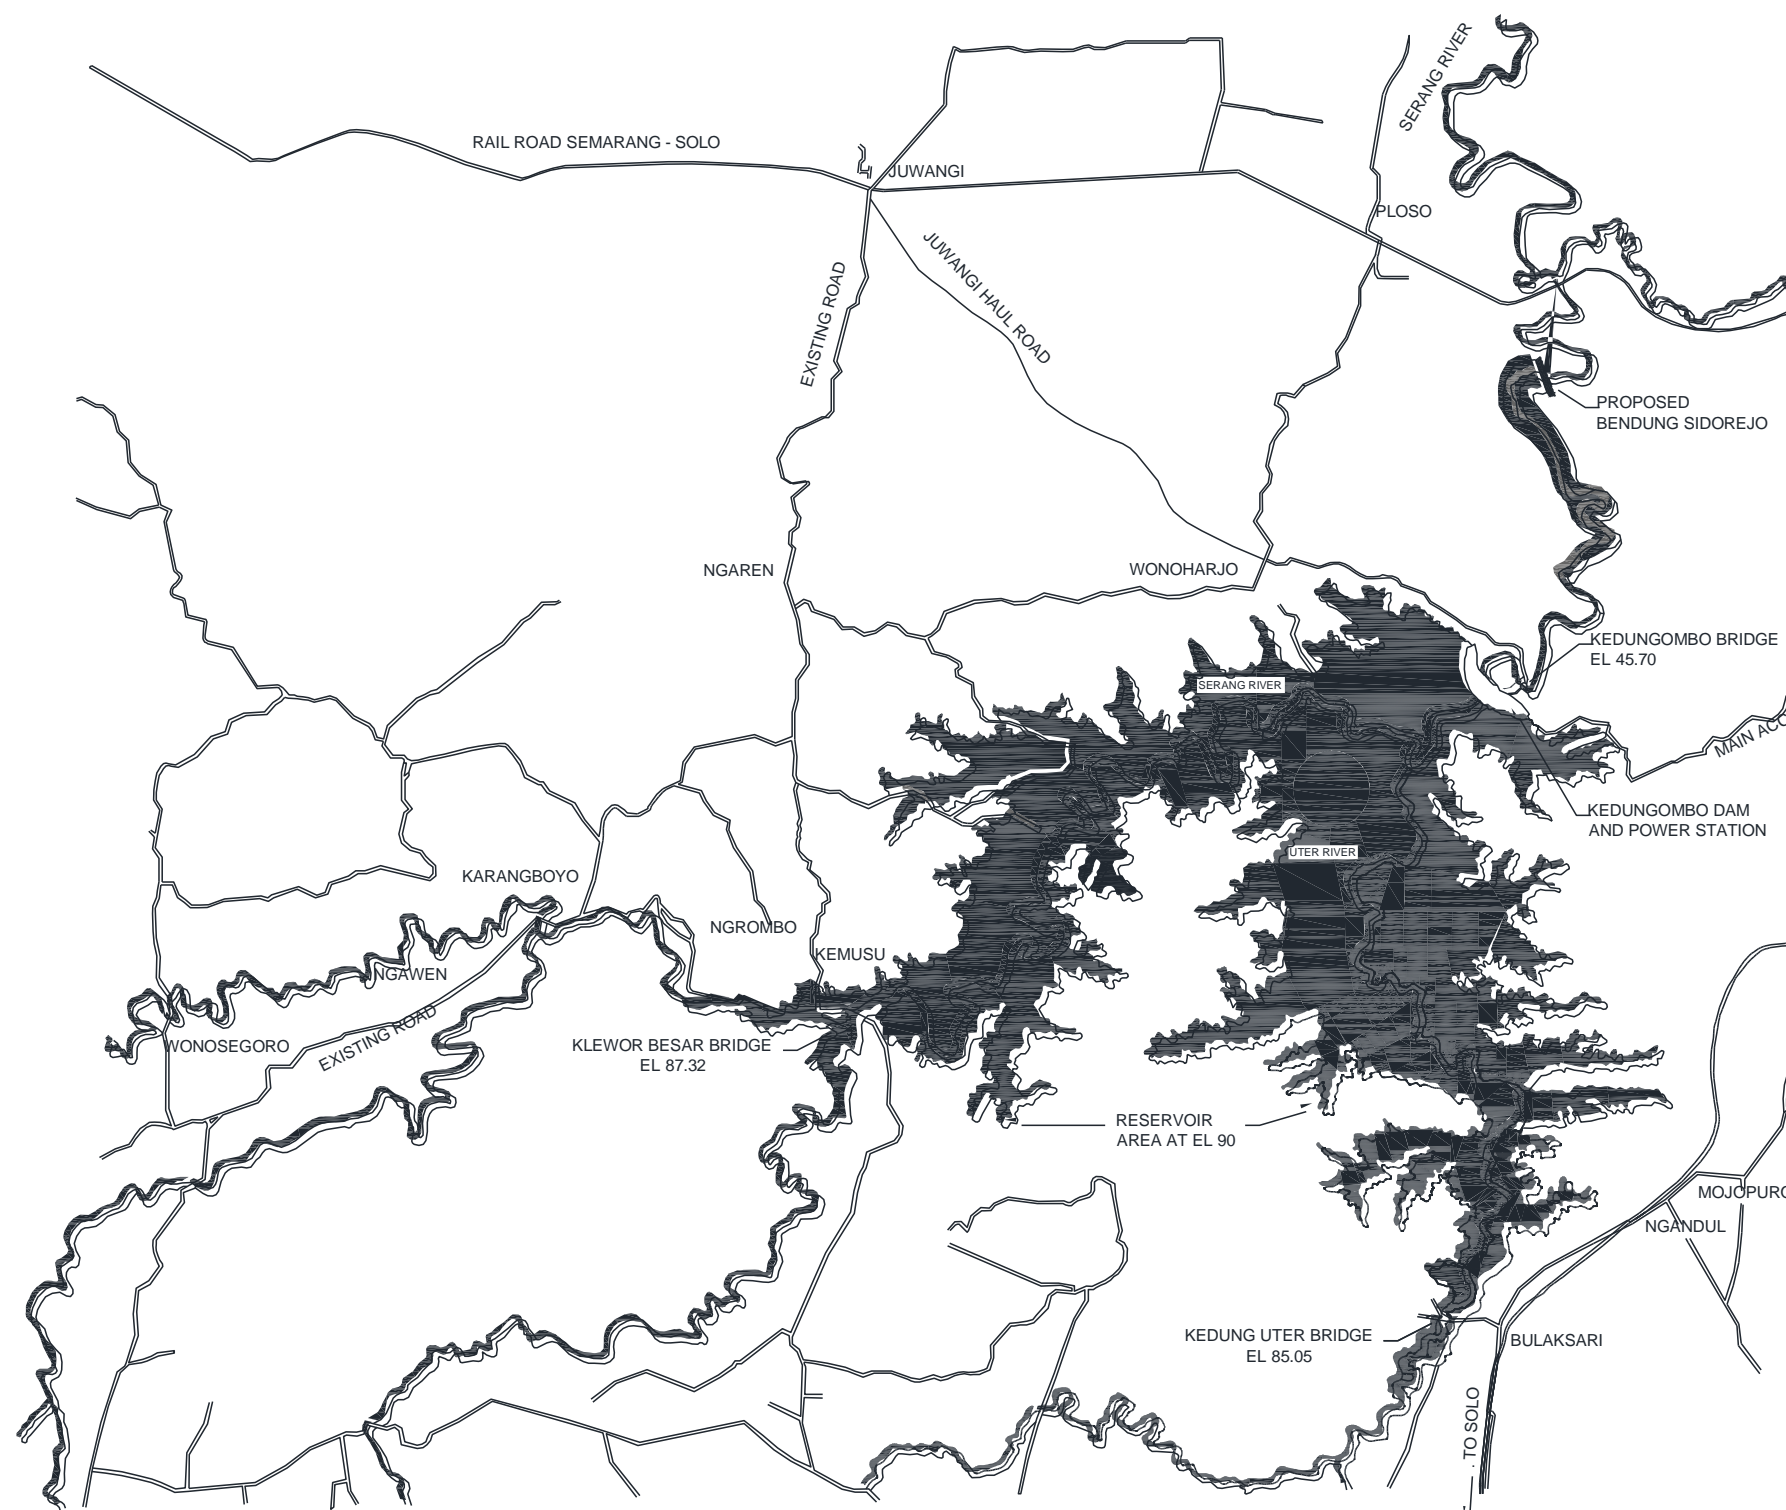 SERANG RIVER
RAIL ROAD SEMARANG - SOLO
JUWANGI
PLOSO
JUWANGI HAUL ROAD
EXISTING ROAD
PROPOSED
BENDUNG SIDOREJO
NGAREN
WONOHARJO
KEDUNGOMBO BRIDGE
EL 45.70
SERANG RIVER
MAIN ACC
KEDUNGOMBO DAM
AND POWER STATION
UTER RIVER
KARANGBOYO
NGROMBO
KEMUSU
NGAWEN
EXISTING ROAD
WONOSEGORO
KLEWOR BESAR BRIDGE
EL 87.32
RESERVOIR
AREA AT EL 90
MOJOPURO
NGANDUL
KEDUNG UTER BRIDGE
EL 85.05
BULAKSARI
. TO SOLO